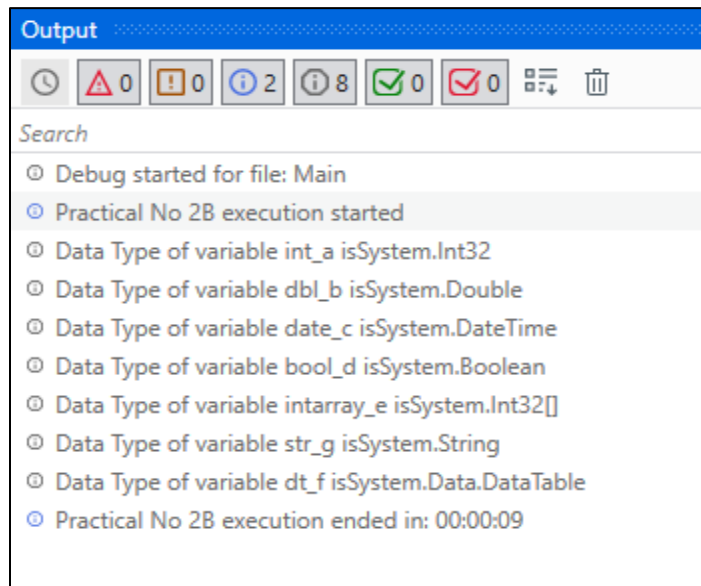 Output
0 0 2 8 0 0
Search
Debug started for file: Main
Practical No 2B execution started
Data Type of variable int_a isSystem.Int32
Data Type of variable dbl_b isSystem.Double
Data Type of variable date_c isSystem.DateTime
Data Type of variable bool_d isSystem.Boolean
Data Type of variable intarray_e isSystem.Int32[]
Data Type of variable str_g isSystem.String
Data Type of variable dt_f isSystem.Data.DataTable
Practical No 2B execution ended in: 00:00:09